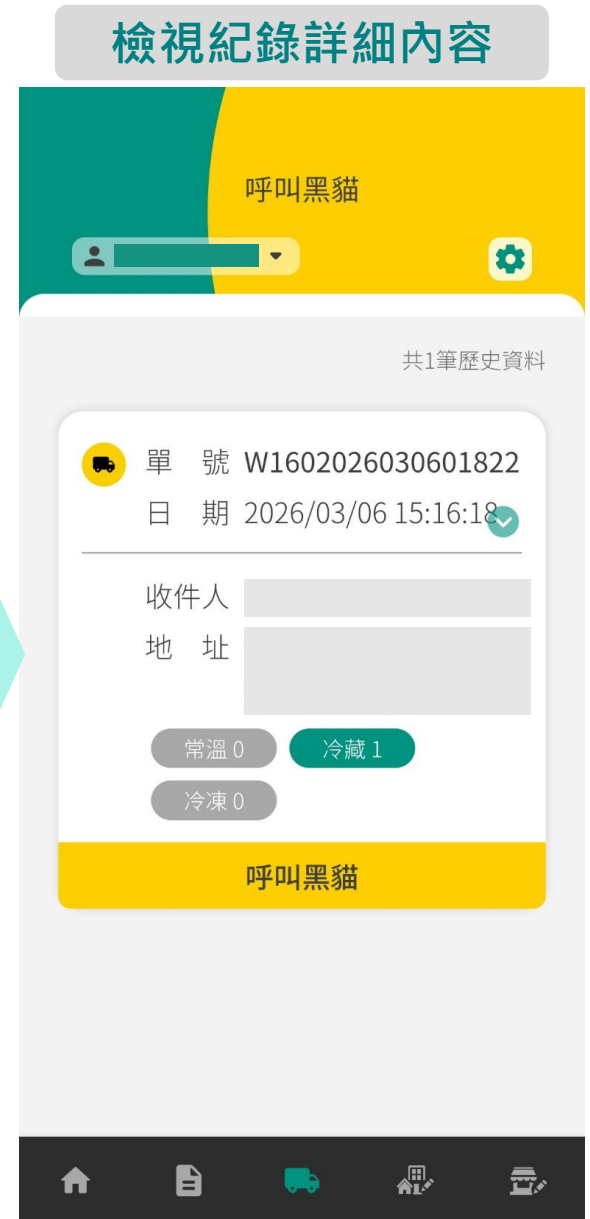 檢視紀錄詳細內容
呼叫黑貓
共1筆歷史資料
單 號 W1602026030601822
日 期 2026/03/06 15:16:18
收件人
地 址
常溫 0 冷藏 1
冷凍 0
呼叫黑貓